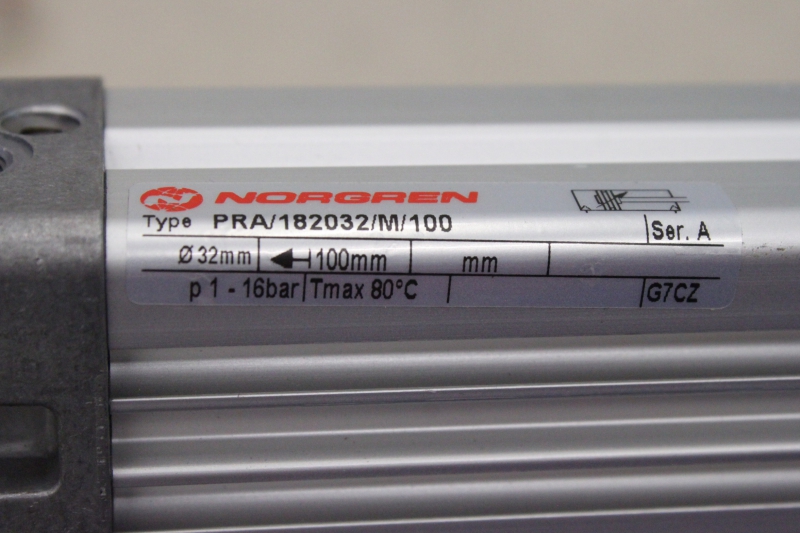 NORGREN
Type PRA/182032/M/100 Ser. A
Ø 32mm 100mm mm
p 1 - 16bar Tmax 80°C G7CZ